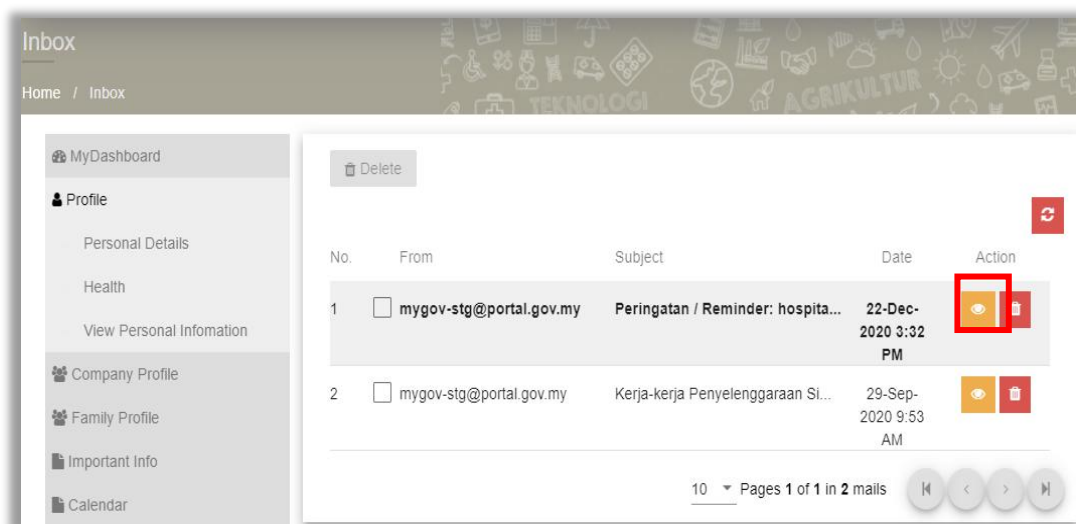 Inbox
Home / Inbox
TEKNOLOGI
AGRIKULTUR
MyDashboard
Profile
Personal Details
Health
View Personal Infomation
Company Profile
Family Profile
Important Info
Calendar
Delete
No. From Subject Date Action
1 mygov-stg@portal.gov.my Peringatan / Reminder: hospita... 22-Dec-
2020 3:32
PM
2 mygov-stg@portal.gov.my Kerja-kerja Penyelenggaraan Si... 29-Sep-
2020 9:53
AM
10 Pages 1 of 1 in 2 mails